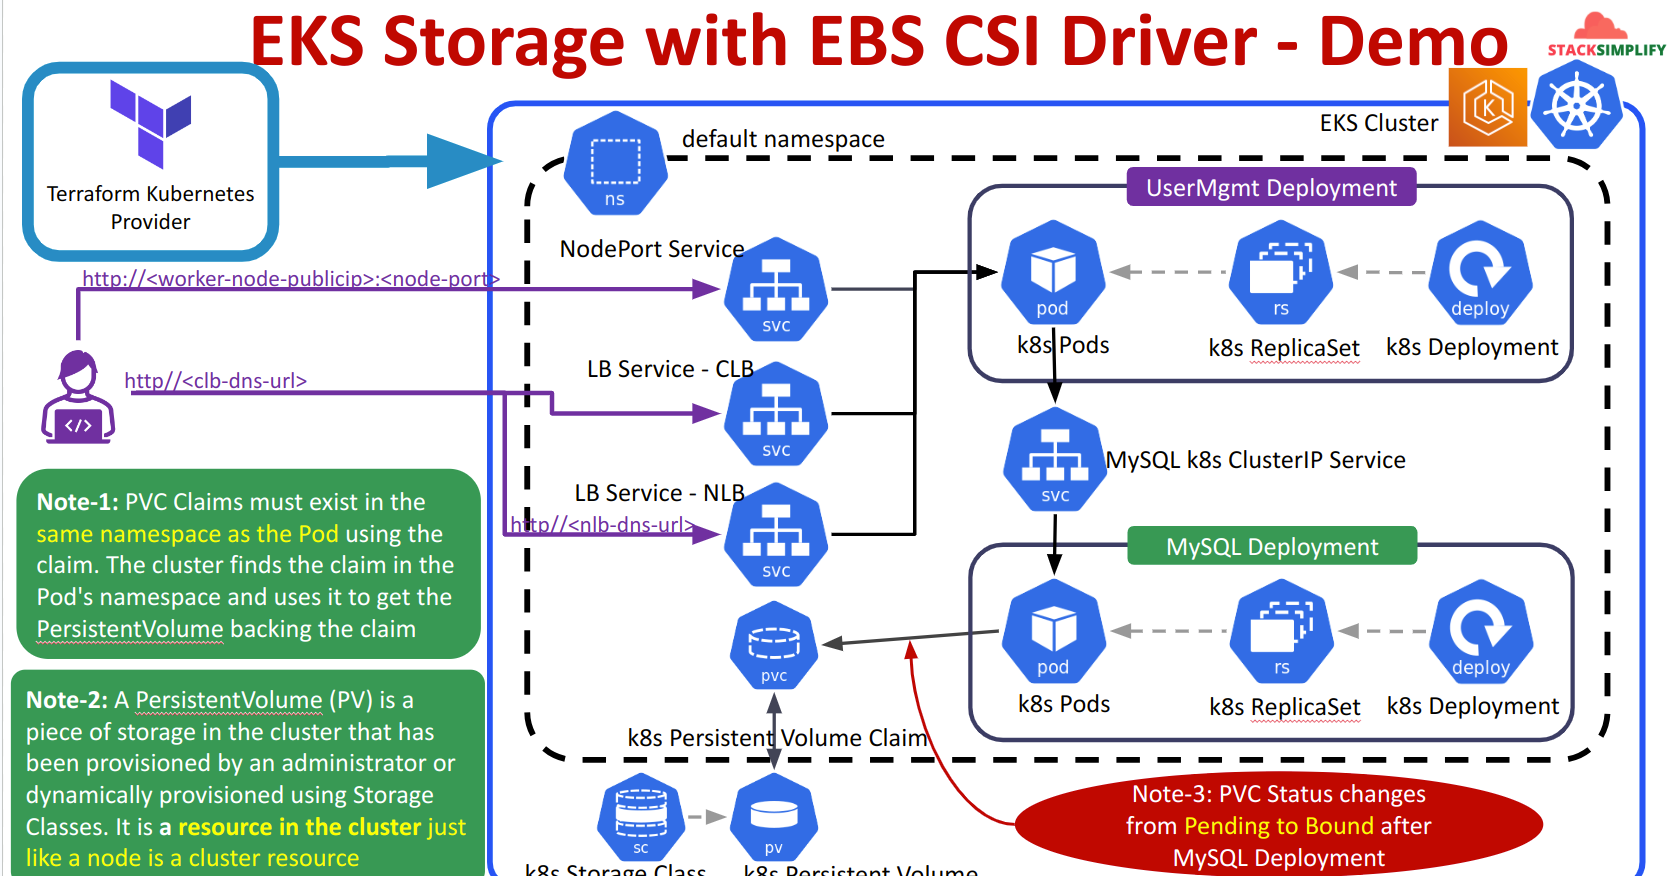 EKS Storage with EBS CSI Driver - Demo
STACKSIMPLIFY
Terraform Kubernetes
Provider
EKS Cluster
default namespace
ns
UserMgmt Deployment
NodePort Service
http://<worker-node-publicip>:<node-port>
svc
pod
rs
deploy
k8s Pods
k8s ReplicaSet
k8s Deployment
LB Service - CLB
http//<clb-dns-url>
</>
svc
svc
MySQL k8s ClusterIP Service
LB Service - NLB
http//<nlb-dns-url>
svc
MySQL Deployment
pod
rs
deploy
k8s Pods
k8s ReplicaSet
k8s Deployment
pvc
k8s Persistent Volume Claim
sc
pv
k8s Storage Class
k8s Persistent Volume
Note-1: PVC Claims must exist in the
same namespace as the Pod using the
claim. The cluster finds the claim in the
Pod's namespace and uses it to get the
PersistentVolume backing the claim
Note-2: A PersistentVolume (PV) is a
piece of storage in the cluster that has
been provisioned by an administrator or
dynamically provisioned using Storage
Classes. It is a resource in the cluster just
like a node is a cluster resource
Note-3: PVC Status changes
from Pending to Bound after
MySQL Deployment